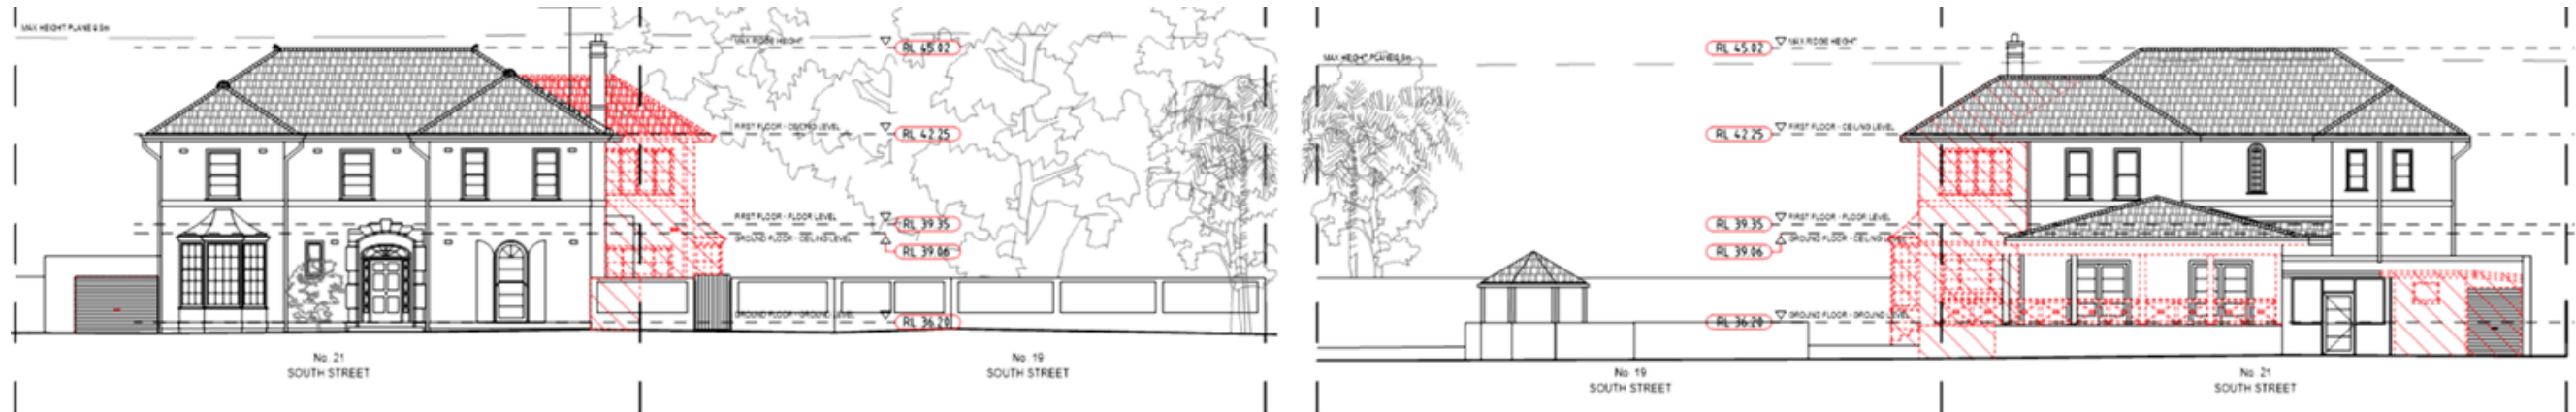 MAX HEIGHT PLANE 9.5m
MAX RIDGE HEIGHT
RL 45.02
FIRST FLOOR - CEILING LEVEL
RL 42.25
FIRST FLOOR - FLOOR LEVEL
RL 39.35
GROUND FLOOR - CEILING LEVEL
RL 39.06
GROUND FLOOR - GROUND LEVEL
RL 36.20
No. 21
SOUTH STREET
No. 19
SOUTH STREET
MAX HEIGHT PLANE 9.5m
RL 45.02
MAX RIDGE HEIGHT
RL 42.25
FIRST FLOOR - CEILING LEVEL
RL 39.35
FIRST FLOOR - FLOOR LEVEL
RL 39.06
GROUND FLOOR - CEILING LEVEL
RL 36.20
GROUND FLOOR - GROUND LEVEL
No. 19
SOUTH STREET
No. 21
SOUTH STREET